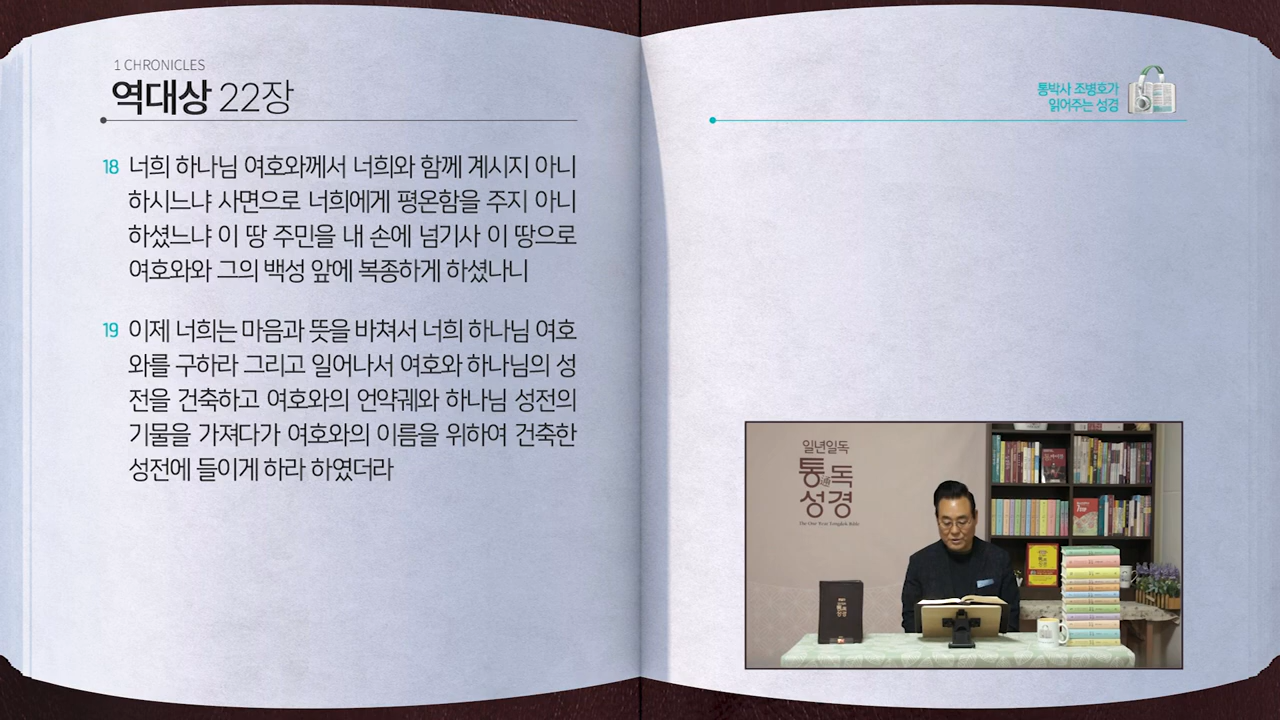 1 CHRONICLES
역대상 22장
18 너희 하나님 여호와께서 너희와 함께 계시지 아니
하시느냐 사면으로 너희에게 평온함을 주지 아니
하셨느냐 이 땅 주민을 내 손에 넘기사 이 땅으로
여호와와 그의 백성 앞에 복종하게 하셨나니
19 이제 너희는 마음과 뜻을 바쳐서 너희 하나님 여호
와를 구하라 그리고 일어나서 여호와 하나님의 성
전을 건축하고 여호와의 언약궤와 하나님 성전의
기물을 가져다가 여호와의 이름을 위하여 건축한
성전에 들이게 하라 하였더라
통박사 조병호가
읽어주는 성경
일년일독
통通독
성경
The One Year Tongdok Bible
통독
성경